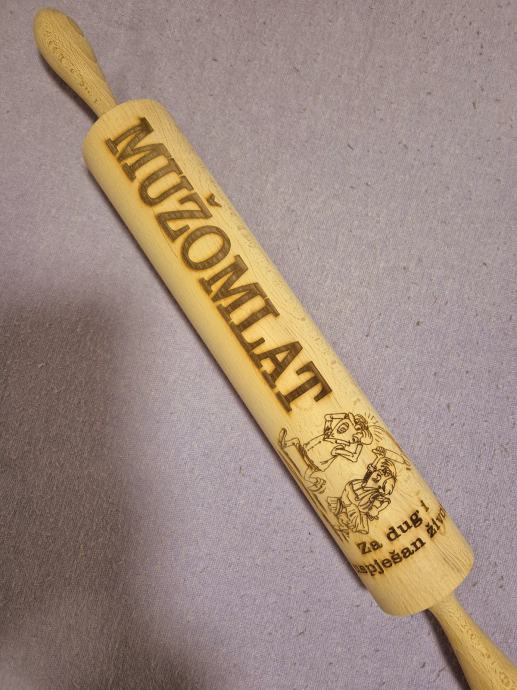 MUŽOMLAT
Za dug i
uspješan život